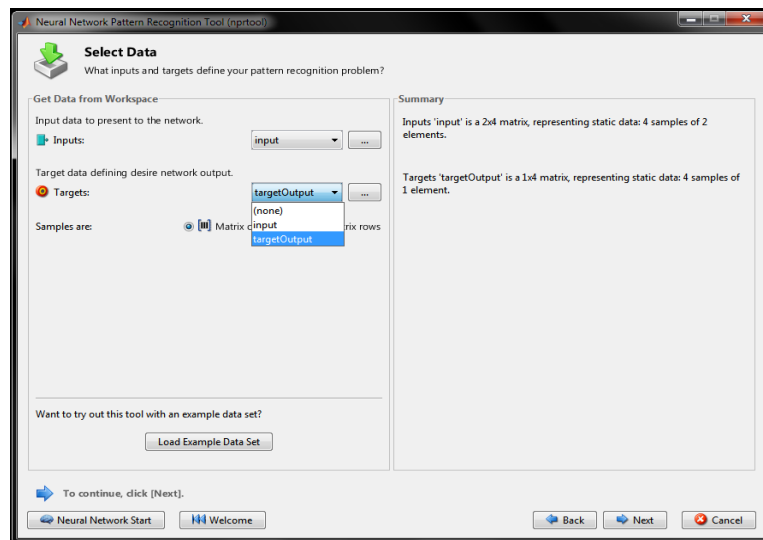 Neural Network Pattern Recognition Tool (nprtool)
Select Data
What inputs and targets define your pattern recognition problem?
Get Data from Workspace
Input data to present to the network.
Inputs:
input
...
Target data defining desire network output.
Targets:
targetOutput
...
(none)
input
targetOutput
Samples are:
Matrix
rix rows
Want to try out this tool with an example data set?
Load Example Data Set
Summary
Inputs 'input' is a 2x4 matrix, representing static data: 4 samples of 2
elements.
Targets 'targetOutput' is a 1x4 matrix, representing static data: 4 samples of
1 element.
To continue, click [Next].
Neural Network Start
Welcome
Back
Next
Cancel